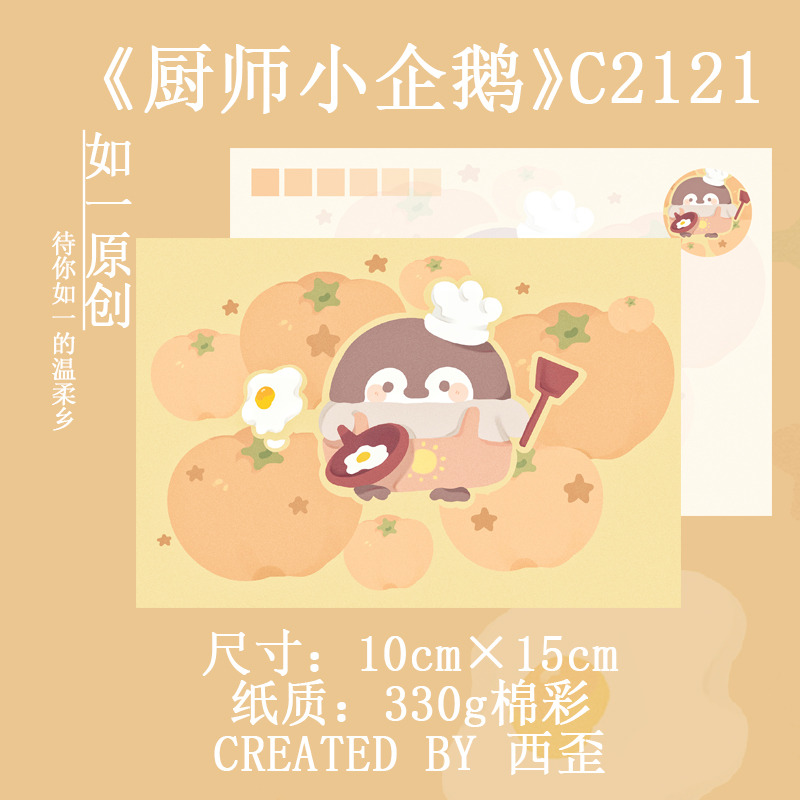 《厨师小企鹅》C2121
如一原创
待你如一的温柔乡
尺寸：10cm×15cm
纸质：330g棉彩
CREATED BY 西歪